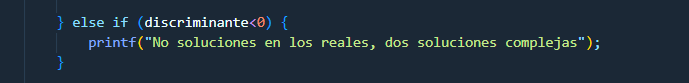 } else if (discriminante<0) {
printf("No soluciones en los reales, dos soluciones complejas");
}